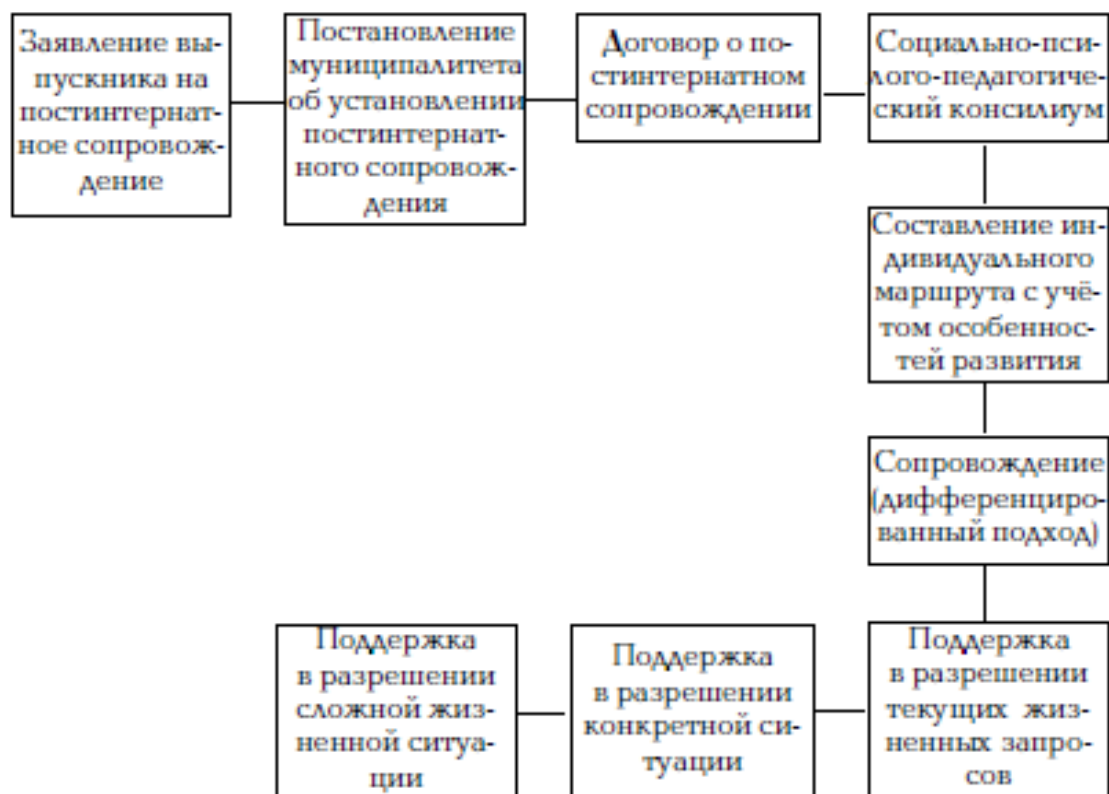 Заявление вы-
пускника на
постинтернат-
ное сопровож-
дение
Постановление
муниципалитета
об установлении
постинтернат-
ного сопровож-
дения
Договор о по-
стинтернатном
сопровождении
Социально-пси-
лого-педагогиче-
ский консилиум
Составление ин-
дивидуального
маршрута с учё-
том особеннос-
тей развития
Сопровождение
(дифференциро-
ванный подход)
Поддержка
в разрешении
текущих жиз-
ненных запро-
сов
Поддержка
в разрешении
конкретной си-
туации
Поддержка
в разрешении
сложной жиз-
ненной ситуа-
ции